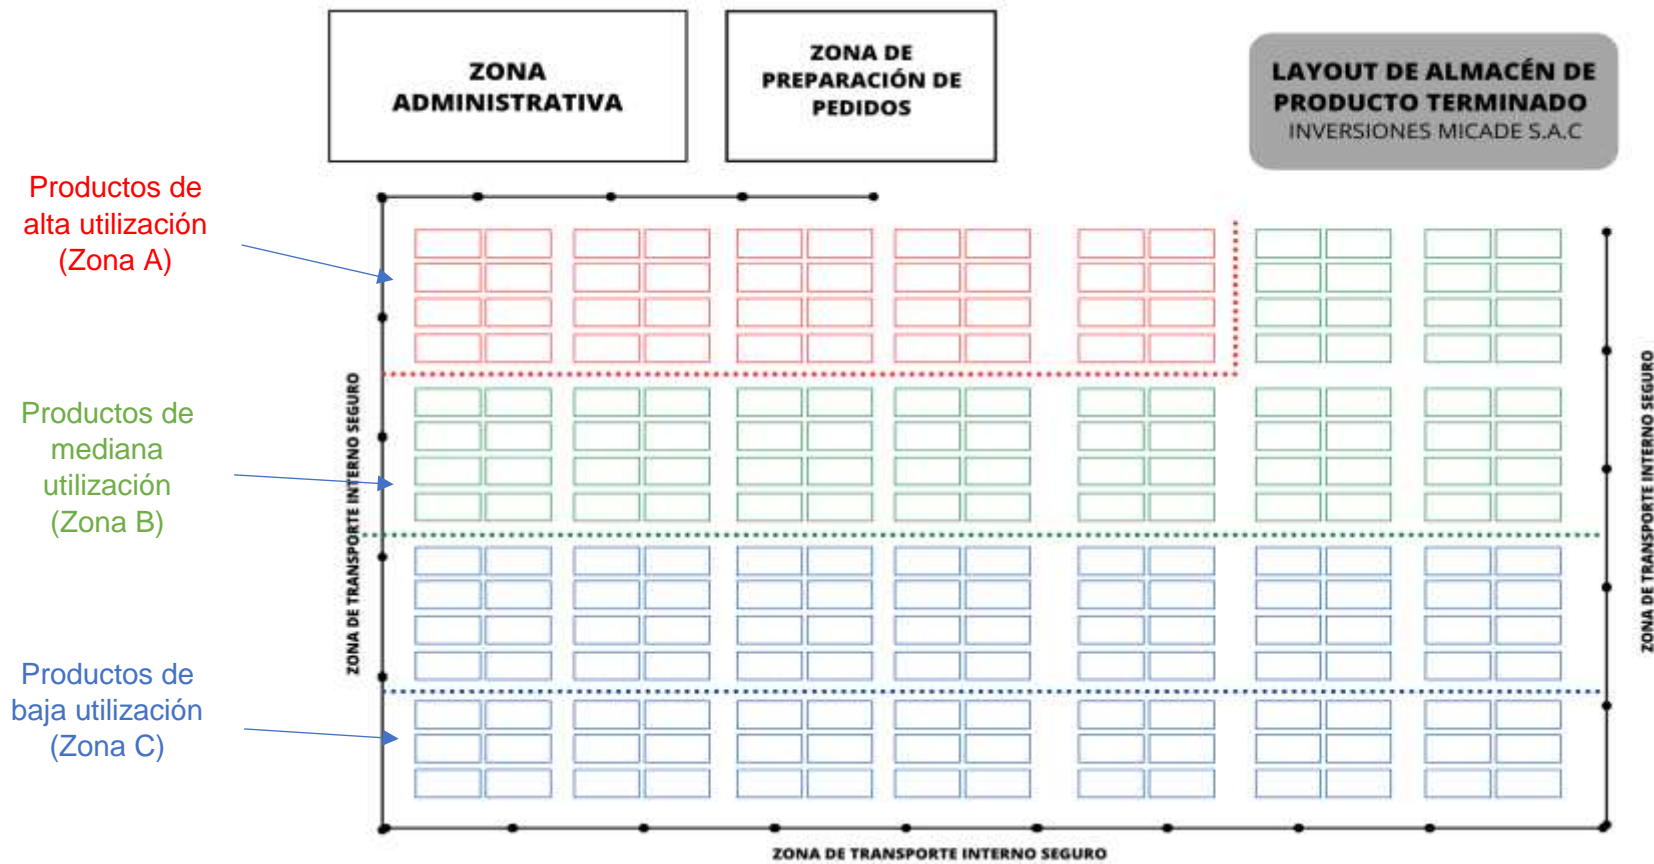 ZONA
ADMINISTRATIVA
ZONA DE
PREPARACIÓN DE
PEDIDOS
LAYOUT DE ALMACÉN DE
PRODUCTO TERMINADO
INVERSIONES MICADE S.A.C
Productos de
alta utilización
(Zona A)
Productos de
mediana
utilización
(Zona B)
Productos de
baja utilización
(Zona C)
ZONA DE TRANSPORTE INTERNO SEGURO
ZONA DE TRANSPORTE INTERNO SEGURO
ZONA DE TRANSPORTE INTERNO SEGURO